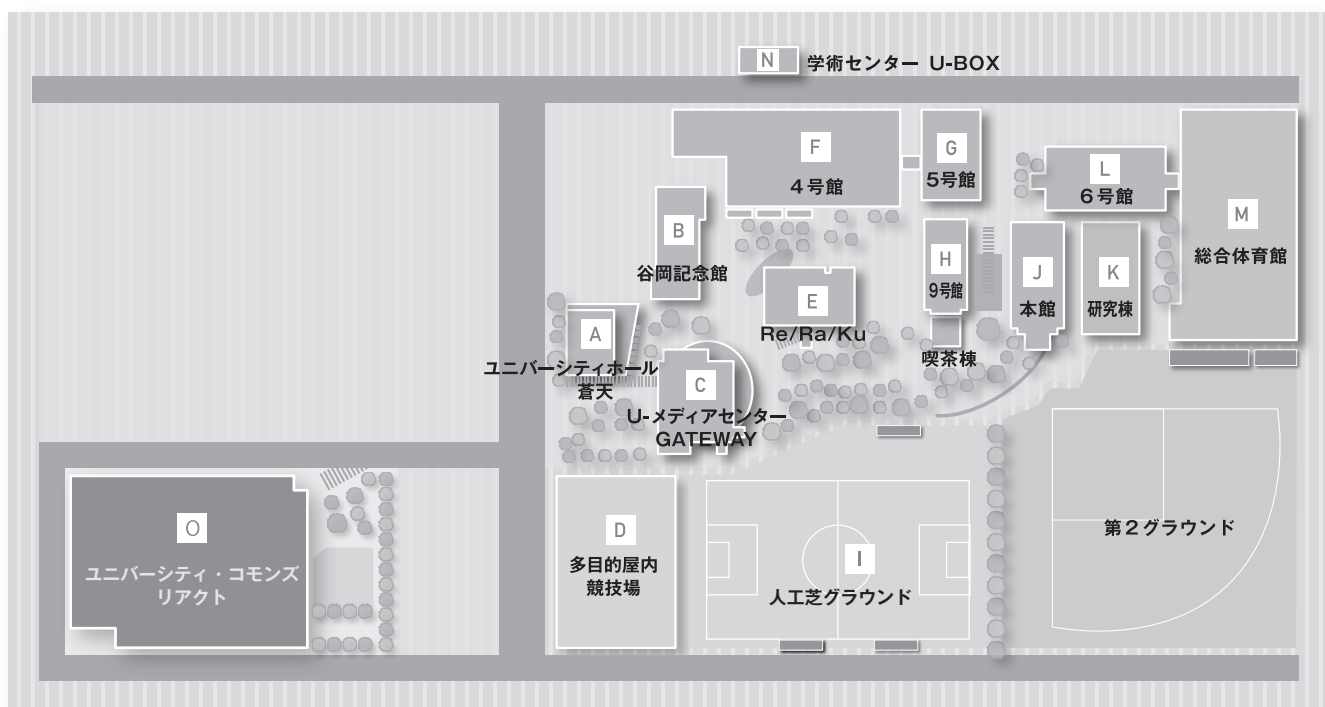 N
学術センター U-BOX
F
4号館
G
5号館
L
6号館
M
総合体育館
B
谷岡記念館
H
9号館
J
本館
K
研究棟
E
Re/Ra/Ku
喫茶棟
A
ユニバーシティホール
蒼天
C
U-メディアセンター
GATEWAY
O
ユニバーシティ・コモンズ
リアクト
D
多目的屋内
競技場
I
人工芝グラウンド
第2グラウンド